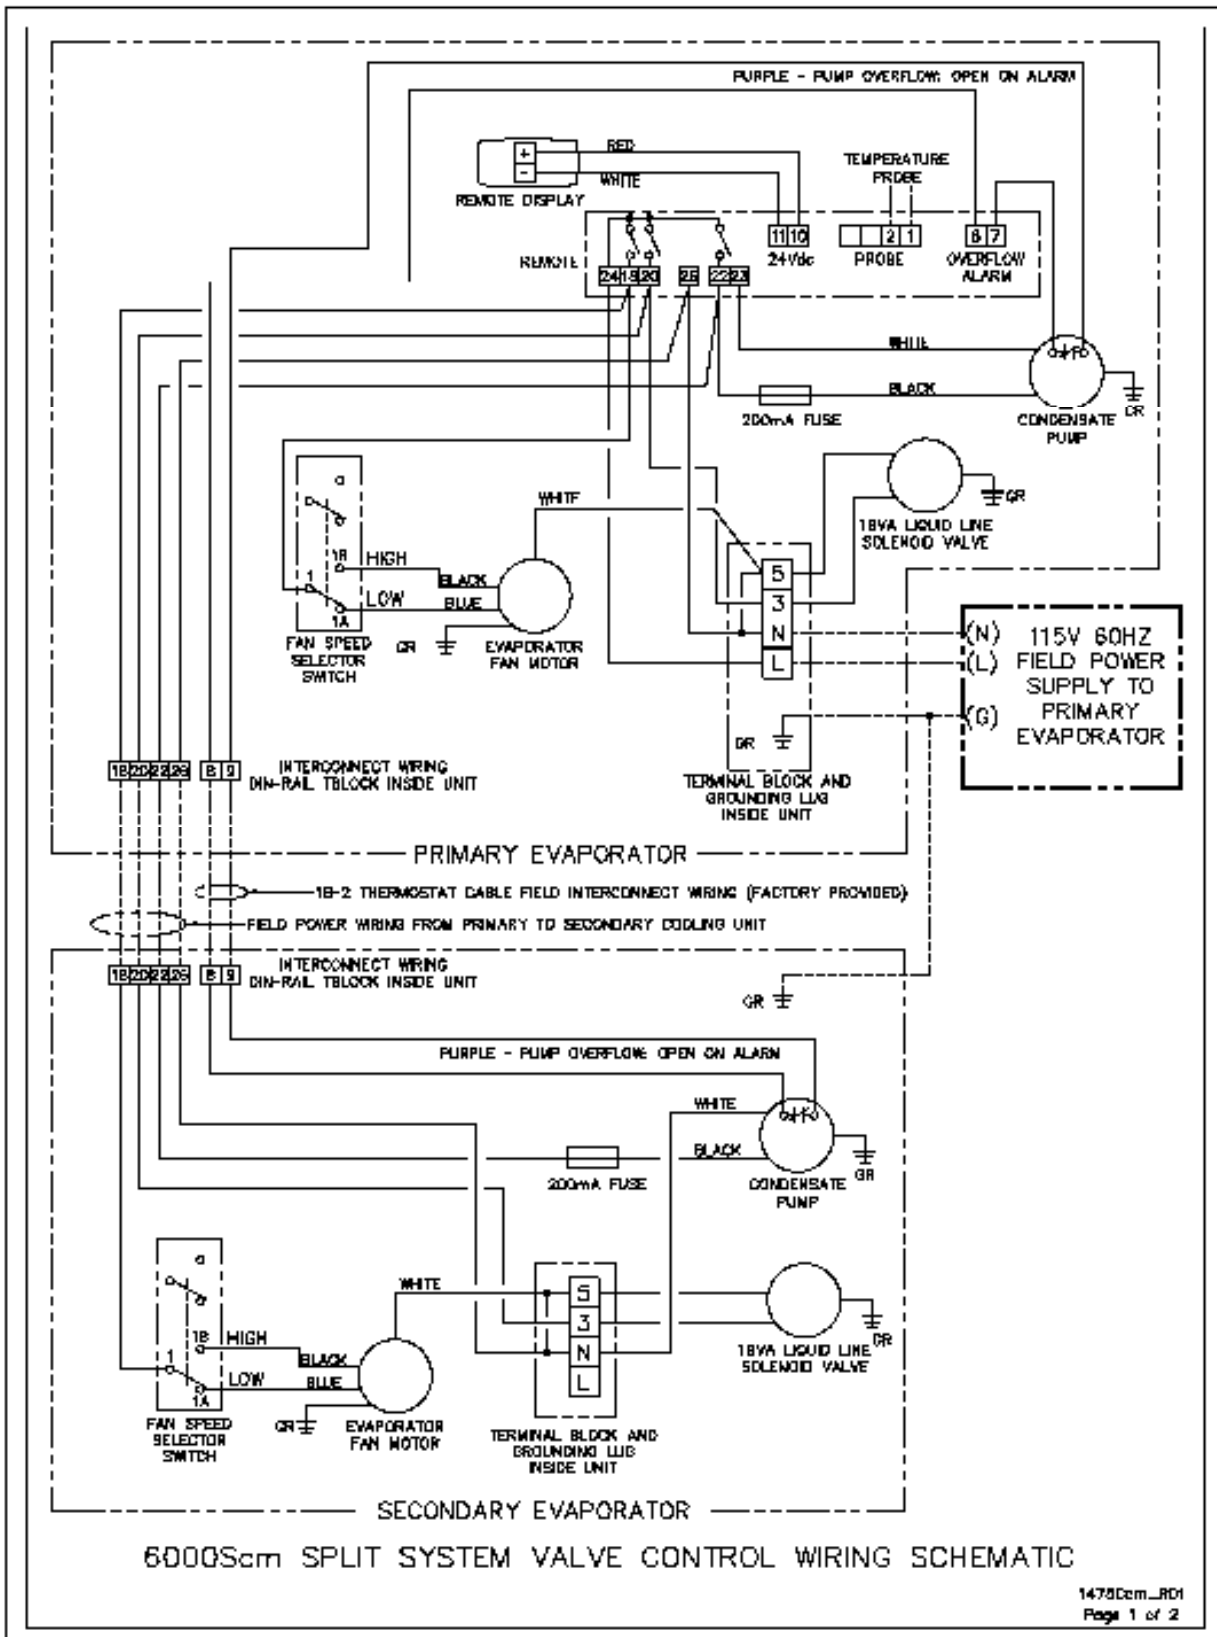 PURPLE - PUMP OVERFLOW: OPEN ON ALARM
RED
WHITE
+
-
REMOTE DISPLAY
TEMPERATURE
PROBE
11 10
24Vdc
2 1
PROBE
6 7
OVERFLOW
ALARM
REMOTE
24 19 20 26 22 23
WHITE
BLACK
200mA FUSE
GR
CONDENSATE
PUMP
WHITE
GR
18VA LIQUID LINE
SOLENOID VALVE
1B HIGH
1
LOW
1A
BLACK
BLUE
GR
FAN SPEED
SELECTOR
SWITCH
EVAPORATOR
FAN MOTOR
5
3
N
L
(N)
(L)
(G)
115V 60HZ
FIELD POWER
SUPPLY TO
PRIMARY
EVAPORATOR
GR
TERMINAL BLOCK AND
GROUNDING LUG
INSIDE UNIT
20 22 26 8 9
INTERCONNECT WIRING
DIN-RAIL TBLOCK INSIDE UNIT
PRIMARY EVAPORATOR
18-2 THERMOSTAT CABLE FIELD INTERCONNECT WIRING (FACTORY PROVIDED)
FIELD POWER WIRING FROM PRIMARY TO SECONDARY COOLING UNIT
20 22 26 8 9
INTERCONNECT WIRING
DIN-RAIL TBLOCK INSIDE UNIT
GR
PURPLE - PUMP OVERFLOW: OPEN ON ALARM
WHITE
BLACK
200mA FUSE
GR
CONDENSATE
PUMP
WHITE
5
3
N
L
GR
18VA LIQUID LINE
SOLENOID VALVE
1B HIGH
1
LOW
1A
BLACK
BLUE
GR
FAN SPEED
SELECTOR
SWITCH
EVAPORATOR
FAN MOTOR
TERMINAL BLOCK AND
GROUNDING LUG
INSIDE UNIT
SECONDARY EVAPORATOR
6000Scm SPLIT SYSTEM VALVE CONTROL WIRING SCHEMATIC
Page 1 of 2